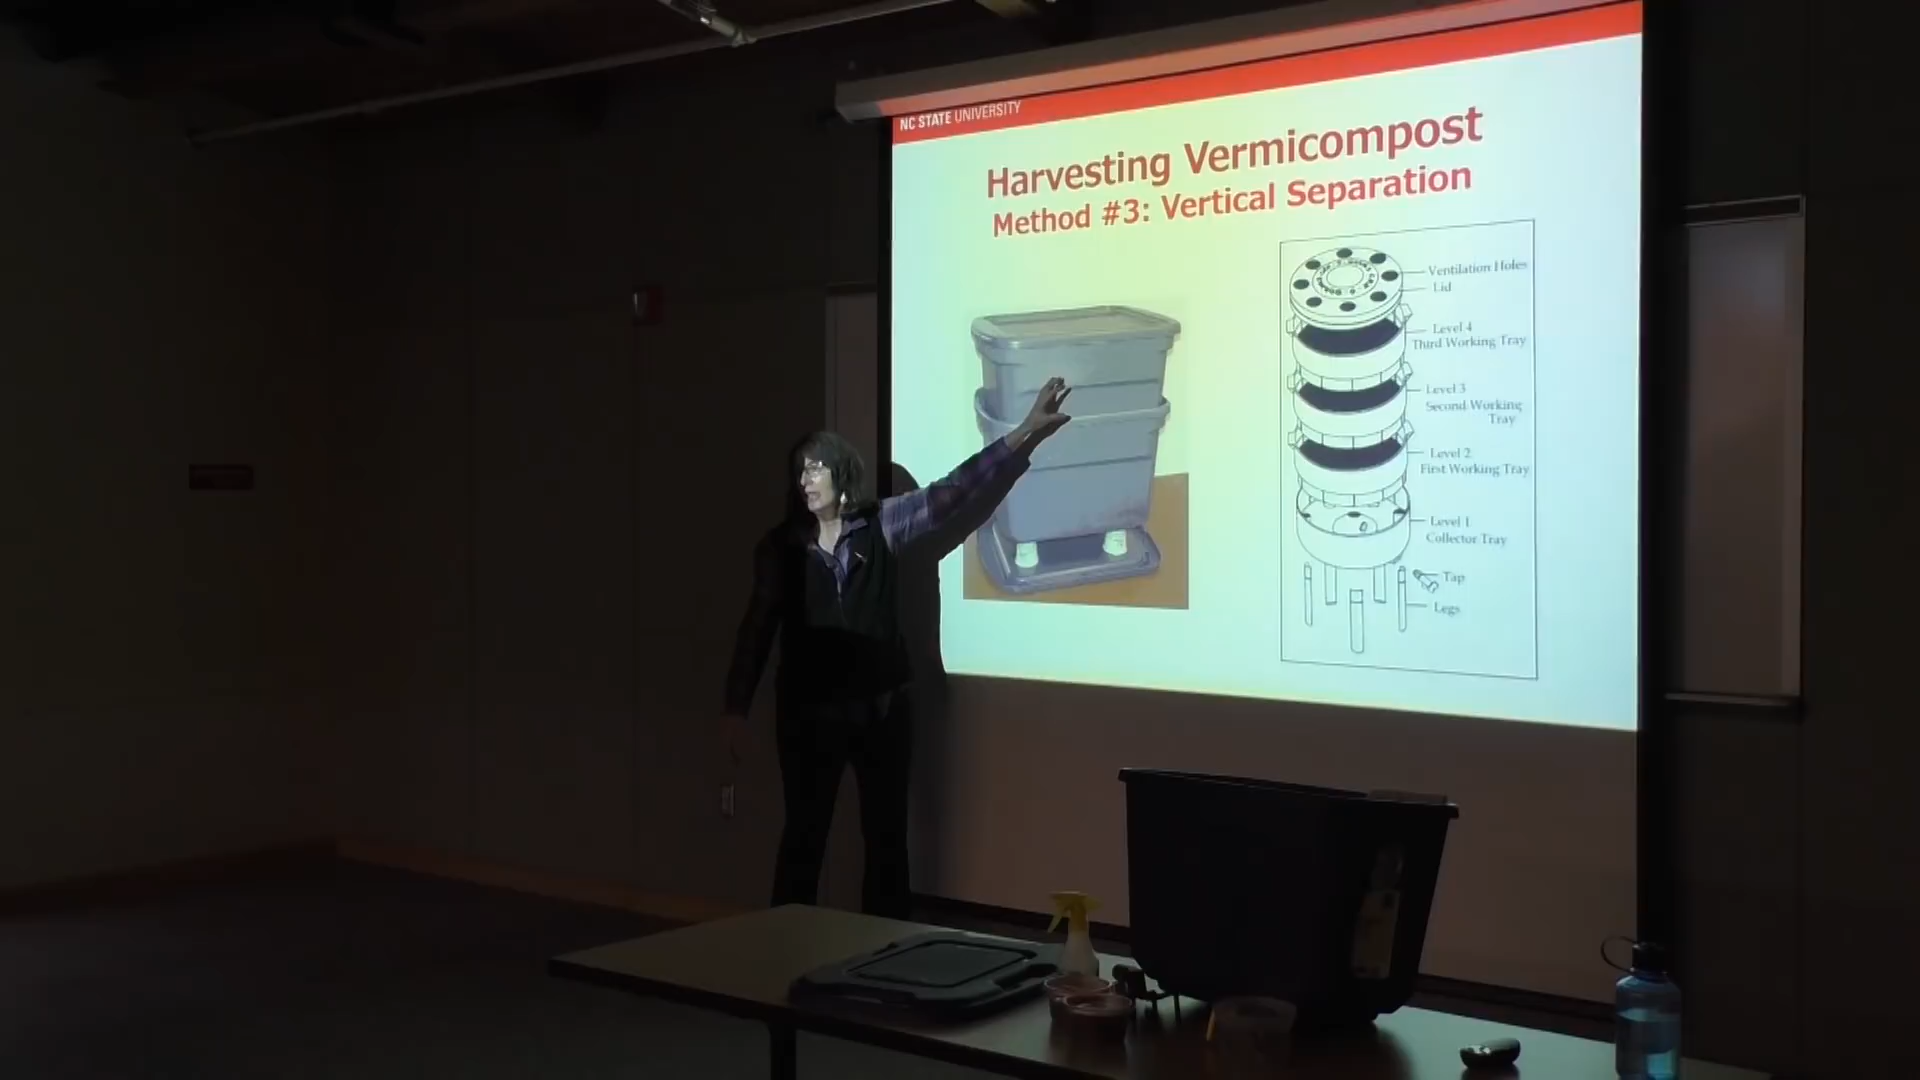 NC STATE UNIVERSITY
Harvesting Vermicompost
Method #3: Vertical Separation
Ventilation Holes
Lid
Level 4
Third Working Tray
Level 3
Second Working
Tray
Level 2
First Working Tray
Level 1
Collector Tray
Tap
Legs